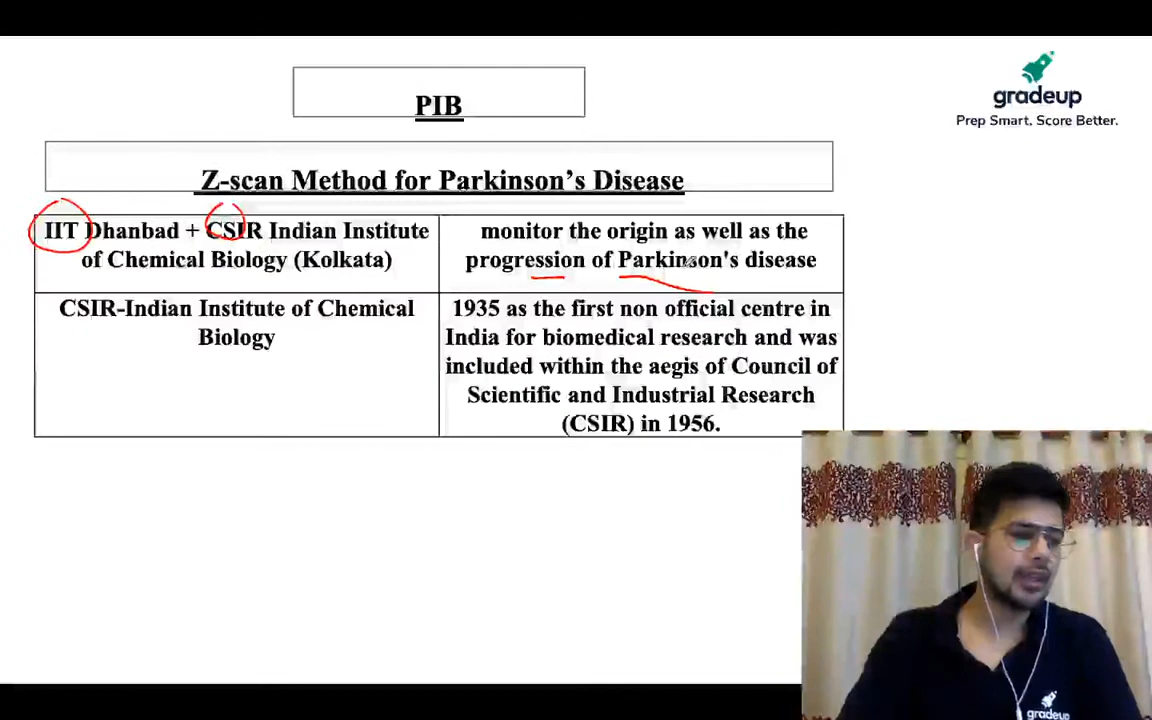 PIB
gradeup
Prep Smart. Score Better.
Z-scan Method for Parkinson's Disease
IIT Dhanbad + CSIR Indian Institute
of Chemical Biology (Kolkata)
monitor the origin as well as the
progression of Parkinson's disease
CSIR-Indian Institute of Chemical
Biology
1935 as the first non official centre in
India for biomedical research and was
included within the aegis of Council of
Scientific and Industrial Research
(CSIR) in 1956.
gradeup